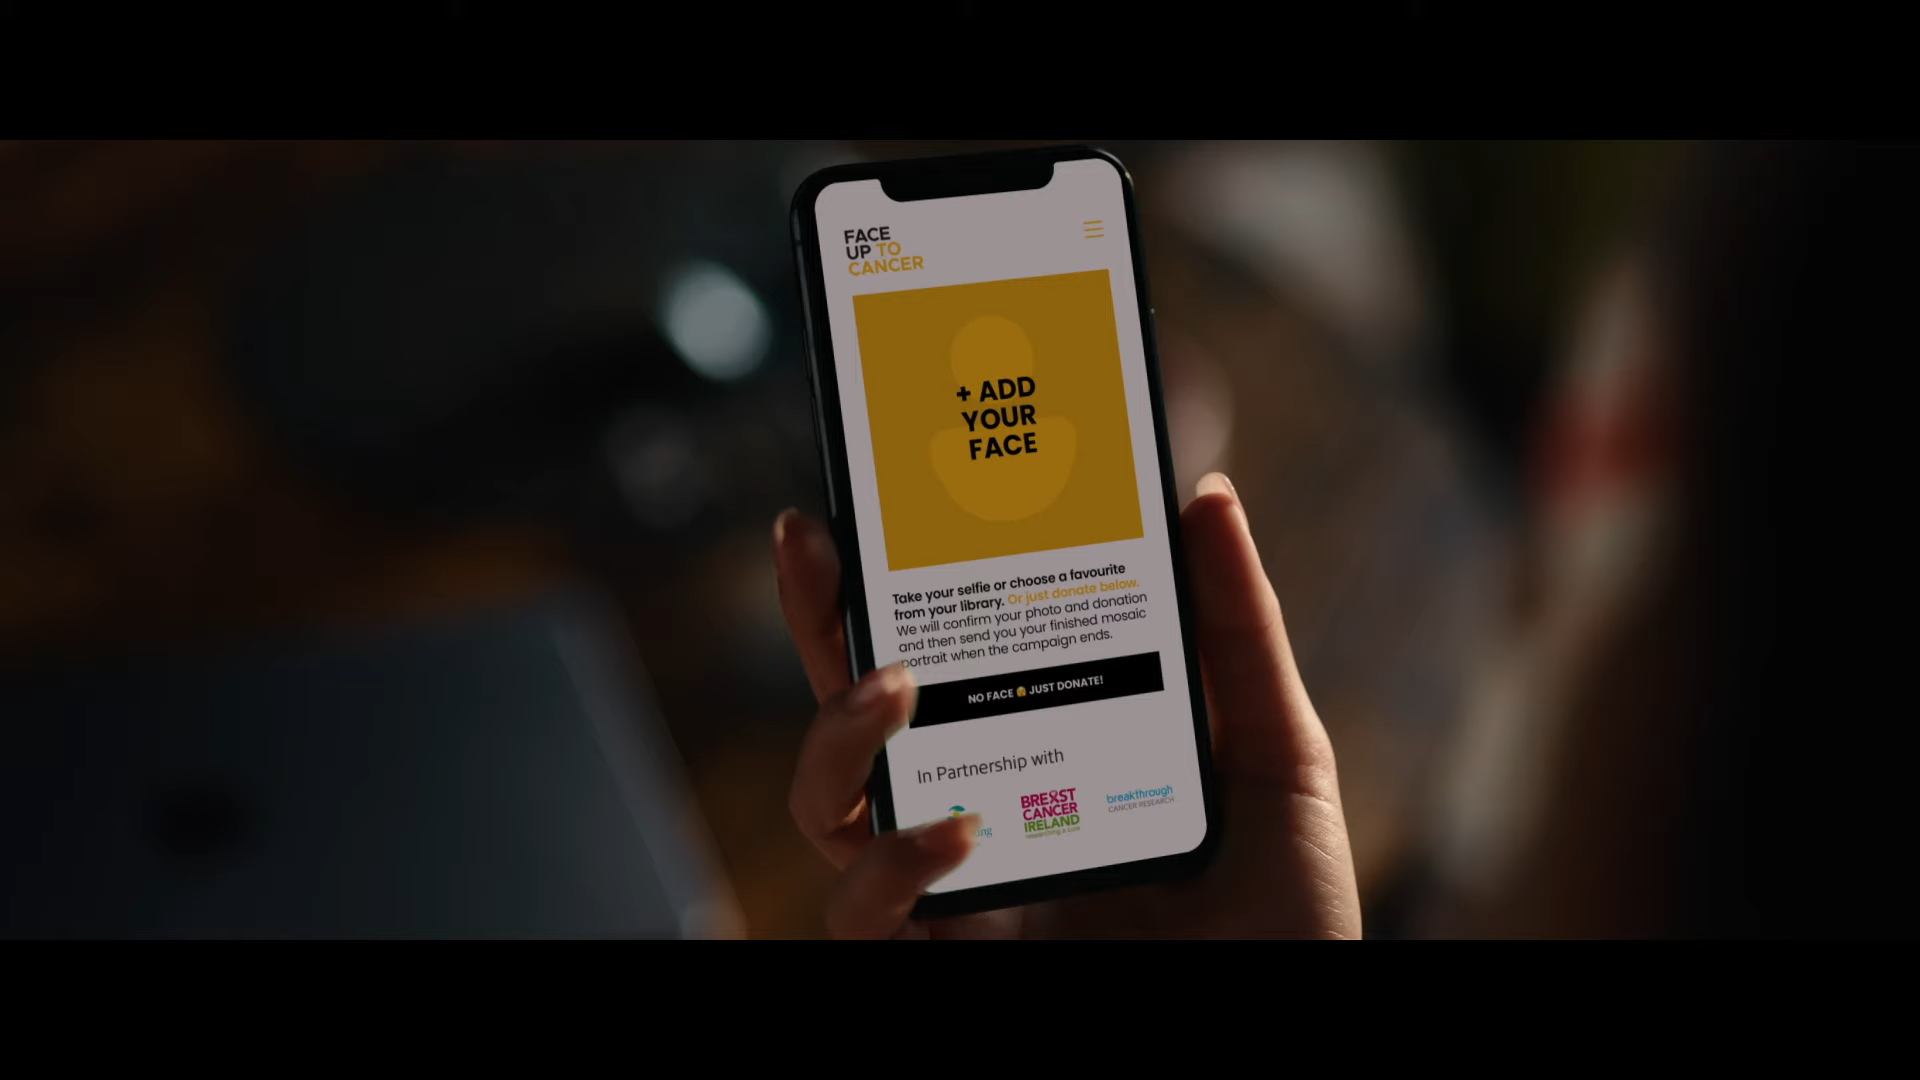 FACE
UP TO
CANCER
+ ADD
YOUR
FACE
Take your selfie or choose a favourite
from your library. Or just donate below.
We will confirm your photo and donation
and then send you your finished mosaic
portrait when the campaign ends.
NO FACE 🫣 JUST DONATE!
In Partnership with
BREAST
CANCER
IRELAND
breakthrough
CANCER RESEARCH